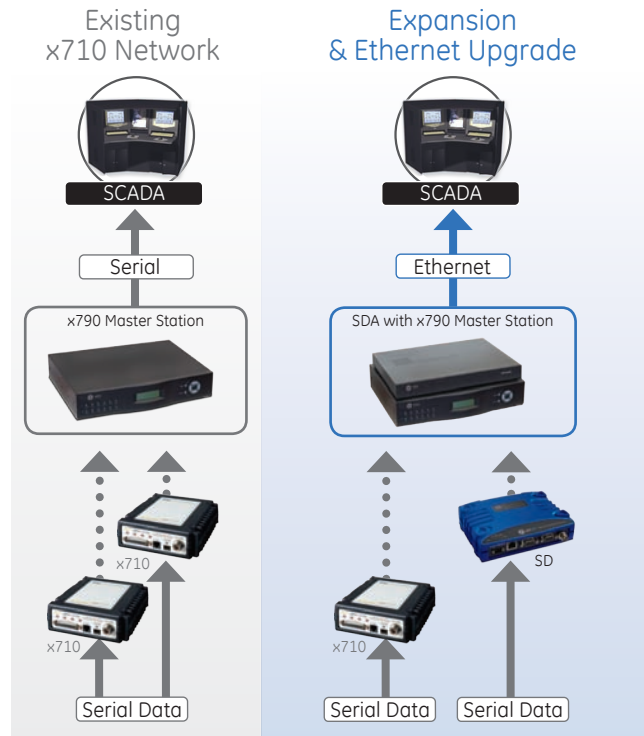 Existing
x710 Network
SCADA
Serial
x790 Master Station
x710
x710
Serial Data
Expansion
& Ethernet Upgrade
SCADA
Ethernet
SDA with x790 Master Station
SD
x710
Serial Data
Serial Data